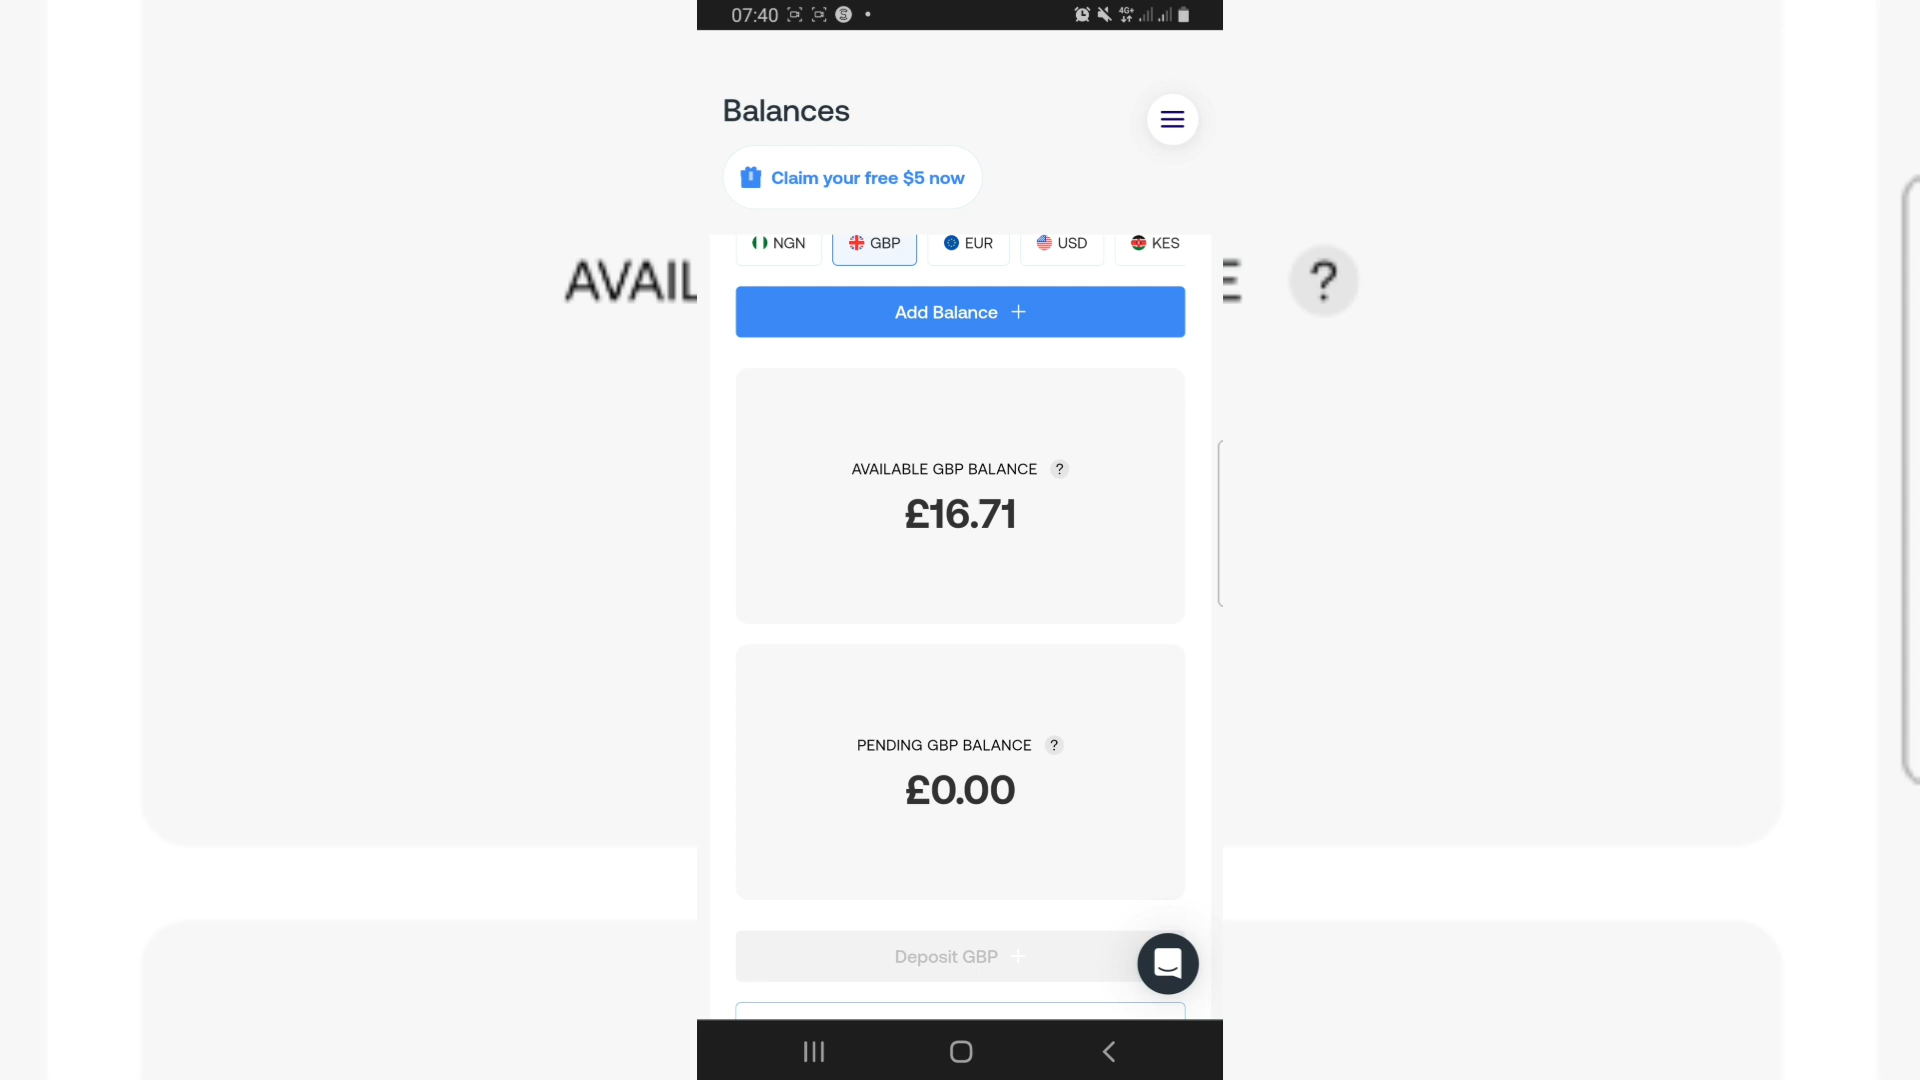 07:40
4G+
Balances
Claim your free $5 now
NGN GBP EUR USD KES
AVAIL E ?
Add Balance +
AVAILABLE GBP BALANCE ?
£16.71
PENDING GBP BALANCE ?
£0.00
Deposit GBP +